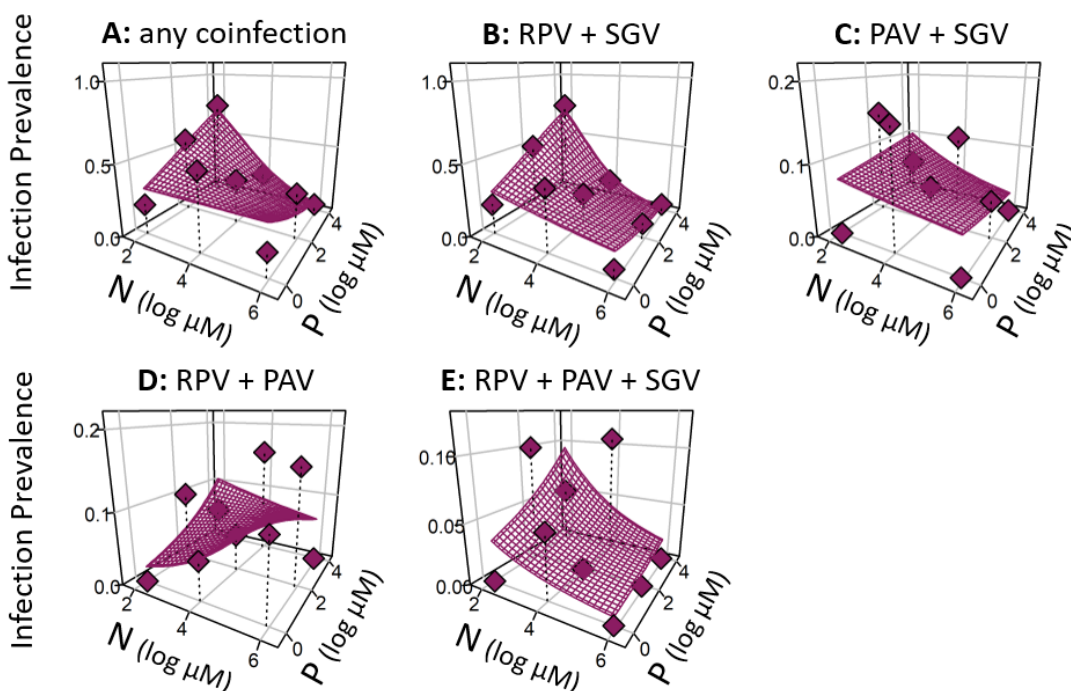 A: any coinfection
B: RPV + SGV
C: PAV + SGV
Infection Prevalence
1.0
0.5
0.0
2
4
6
N (log μM)
0
2
4
P (log μM)
1.0
0.5
0.0
2
4
6
N (log μM)
0
2
4
P (log μM)
0.2
0.1
0.0
2
4
6
N (log μM)
0
2
4
P (log μM)
D: RPV + PAV
E: RPV + PAV + SGV
Infection Prevalence
0.2
0.1
0.0
2
4
6
N (log μM)
0
2
4
P (log μM)
0.10
0.05
0.00
2
4
6
N (log μM)
0
2
4
P (log μM)